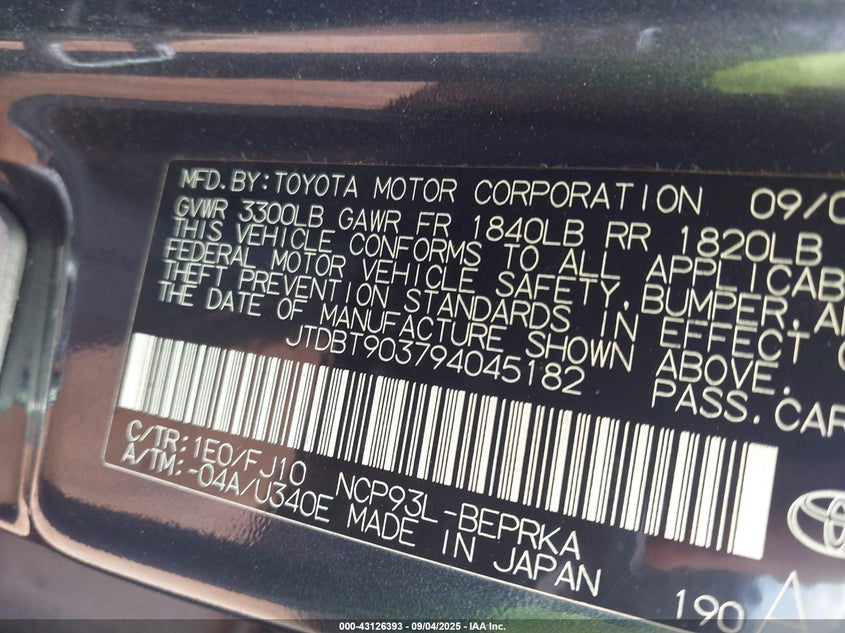 MFD. BY: TOYOTA MOTOR CORPORATION 09/0
GVWR 3300LB GAWR FR 1840LB RR 1820LB
THIS VEHICLE CONFORMS TO ALL APPLICAB
FEDERAL MOTOR VEHICLE SAFETY, BUMPER, A
THEFT PREVENTION STANDARDS IN EFFECT
THE DATE OF MANUFACTURE SHOWN ABOVE.
JTDBT903794045182 PASS. CAR
C/TR: 1E0/FJ10 NCP93L-BEPRKA
A/TM: -04A/U340E MADE IN JAPAN
190
000-43126393 - 09/04/2025 - IAA Inc.